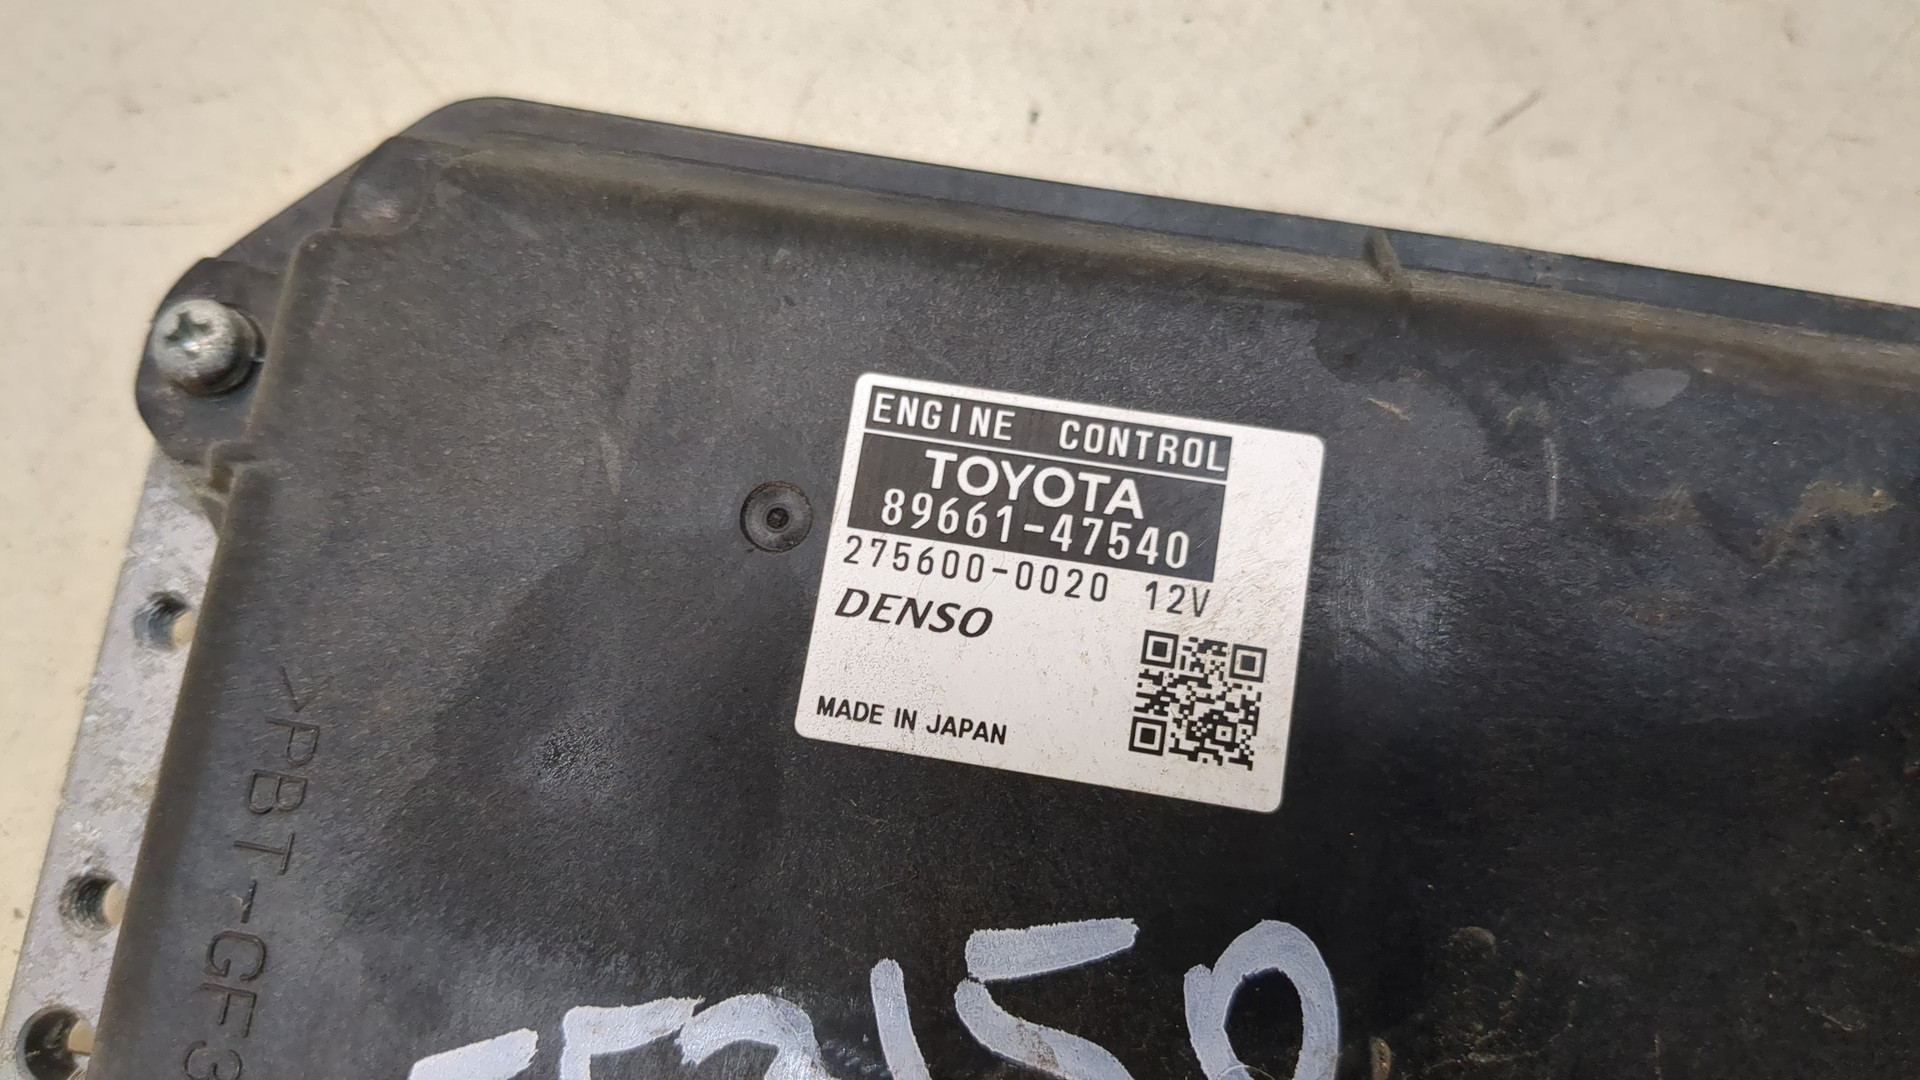 ENGINE CONTROL
TOYOTA
89661-47540
275600-0020 12V
DENSO
MADE IN JAPAN
>PBT-GF3